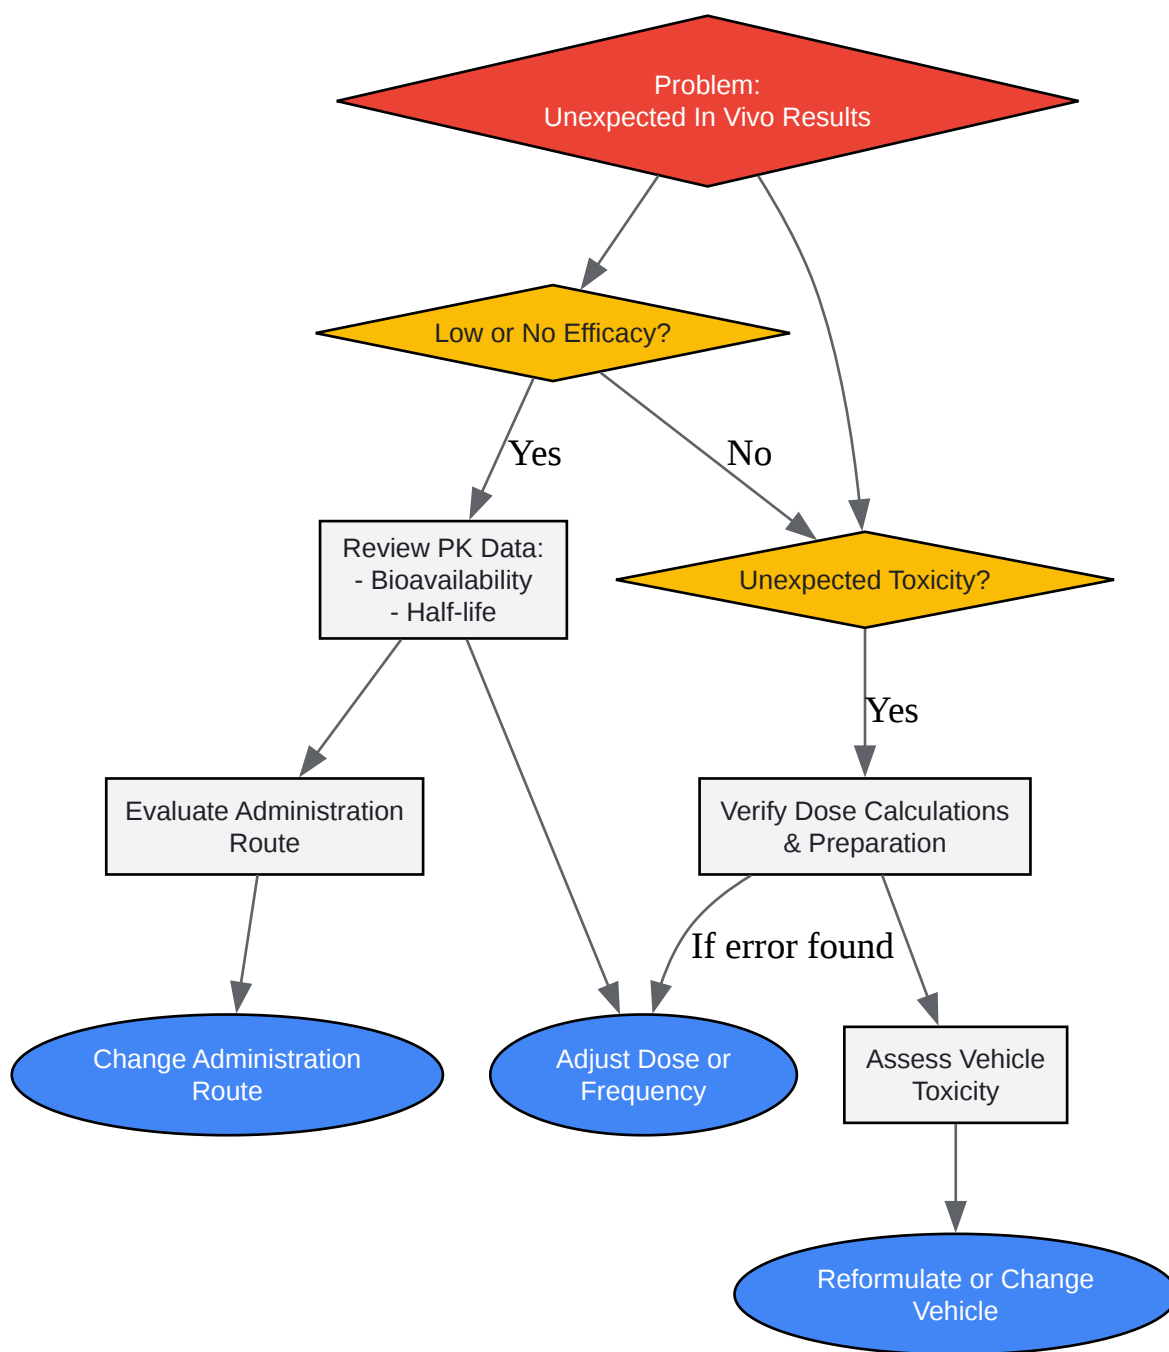 Problem:
Unexpected In Vivo Results
Low or No Efficacy?
Yes
No
Review PK Data:
- Bioavailability
- Half-life
Unexpected Toxicity?
Yes
Evaluate Administration
Route
Verify Dose Calculations
& Preparation
If error found
Change Administration
Route
Adjust Dose or
Frequency
Assess Vehicle
Toxicity
Reformulate or Change
Vehicle